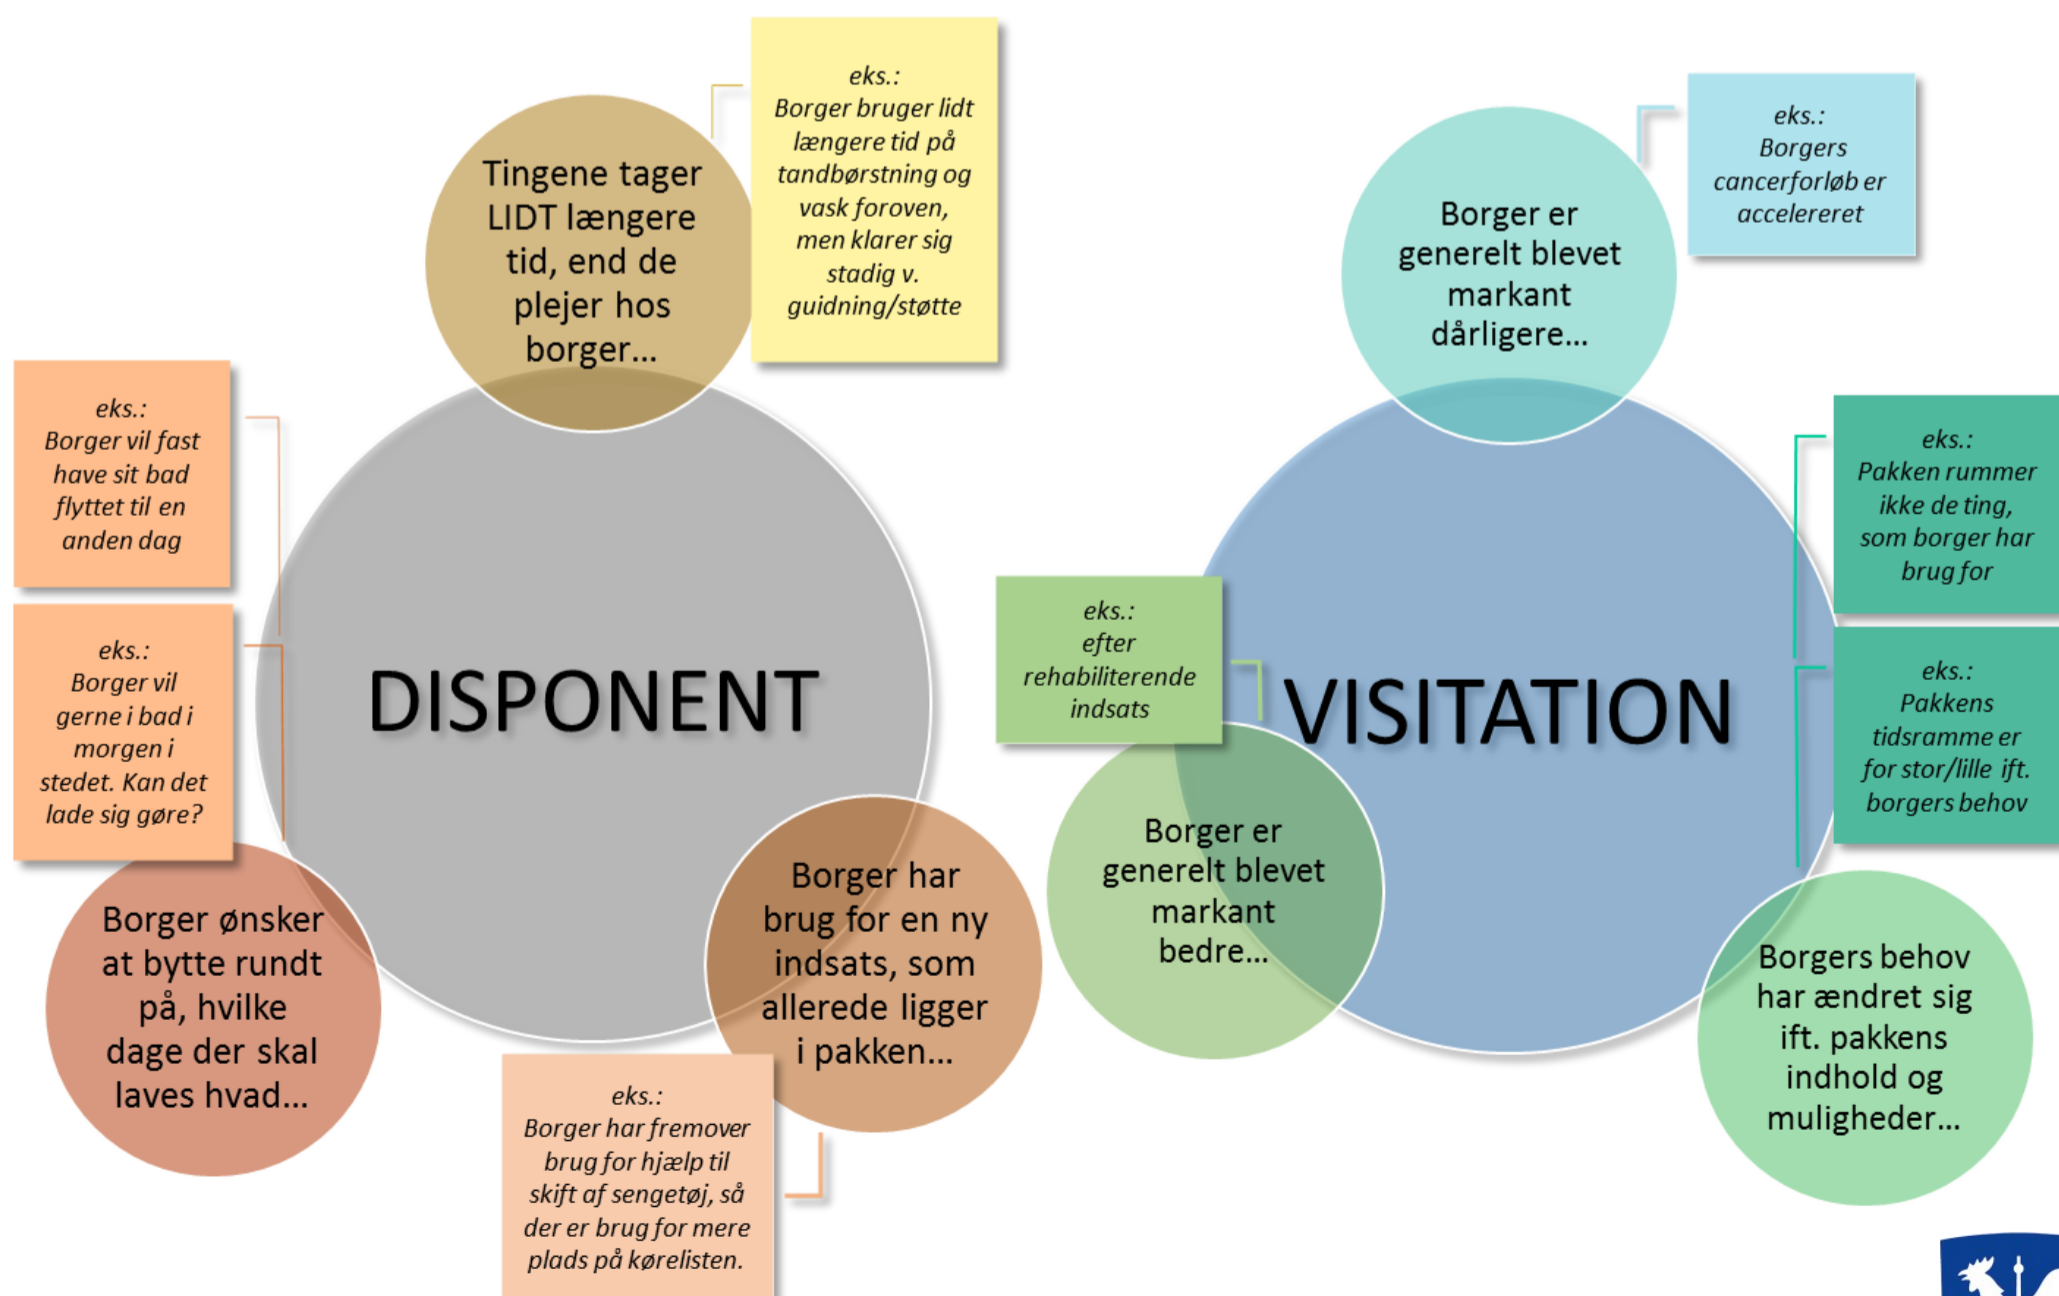 eks.:
Borger bruger lidt
længere tid på
tandbørstning og
vask foroven,
men klarer sig
stadig v.
guidning/støtte
Tingene tager
LIDT længere
tid, end de
plejer hos
borger...
eks.:
Borger vil fast
have sit bad
flyttet til en
anden dag
eks.:
Borger vil
gerne i bad i
morgen i
stedet. Kan det
lade sig gøre?
DISPONENT
Borger ønsker
at bytte rundt
på, hvilke
dage der skal
laves hvad...
Borger har
brug for en ny
indsats, som
allerede ligger
i pakken...
eks.:
Borger har fremover
brug for hjælp til
skift af sengetøj, så
der er brug for mere
plads på kørelisten.
eks.:
Borgers
cancerforløb er
accelereret
Borger er
generelt blevet
markant
dårligere...
eks.:
Pakken rummer
ikke de ting,
som borger har
brug for
eks.:
Pakkens
tidsramme er
for stor/lille ift.
borgers behov
eks.:
efter
rehabiliterende
indsats
VISITATION
Borger er
generelt blevet
markant
bedre...
Borgers behov
har ændret sig
ift. pakkens
indhold og
muligheder...